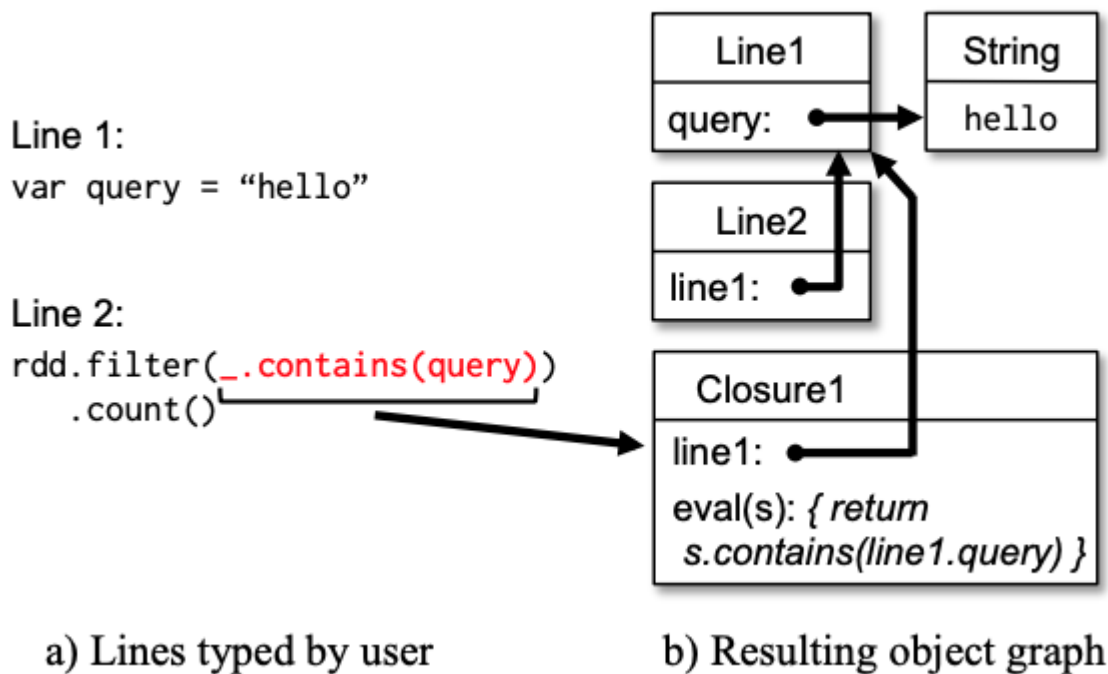 Line 1:
var query = “hello”
Line 2:
rdd.filter(_.contains(query))
.count()
Line1
query:
String
hello
Line2
line1:
Closure1
line1:
eval(s): { return
s.contains(line1.query) }
a) Lines typed by user
b) Resulting object graph